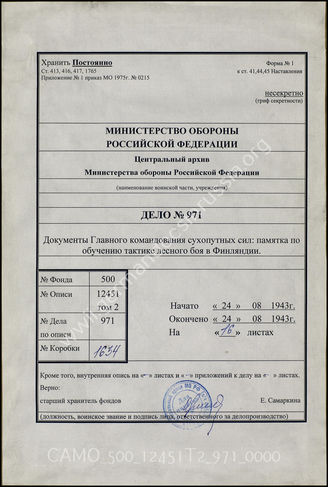 Хранить Постоянно
Ст. 413, 416, 417, 1765
Приложение № 1 приказ МО 1975г. № 0215
Форма № 1
к ст. 41,44,45 Наставления
несекретно
(гриф секретности)
МИНИСТЕРСТВО ОБОРОНЫ
РОССИЙСКОЙ ФЕДЕРАЦИИ
Центральный архив
Министерства обороны Российской Федерации
(наименование воинской части, учреждения)
ДЕЛО № 971
Документы Главного командования сухопутных сил: памятка по
обучению тактике лесного боя в Финляндии.
№ Фонда 500
№ Описи 12451
том 2
№ Дела 971
по описи
№ Коробки 1634
Начато « 24 » 08 1943г.
Окончено « 24 » 08 1943г.
На «16» листах
Кроме того, внутренняя опись на «-» листах и «-» приложений к делу на «-» листах.
Верно:
старший хранитель фондов Е. Самаркина
(должность, воинское звание и подпись лица, ответственного за делопроизводство)
CAMO_500_12451T2_971_0000